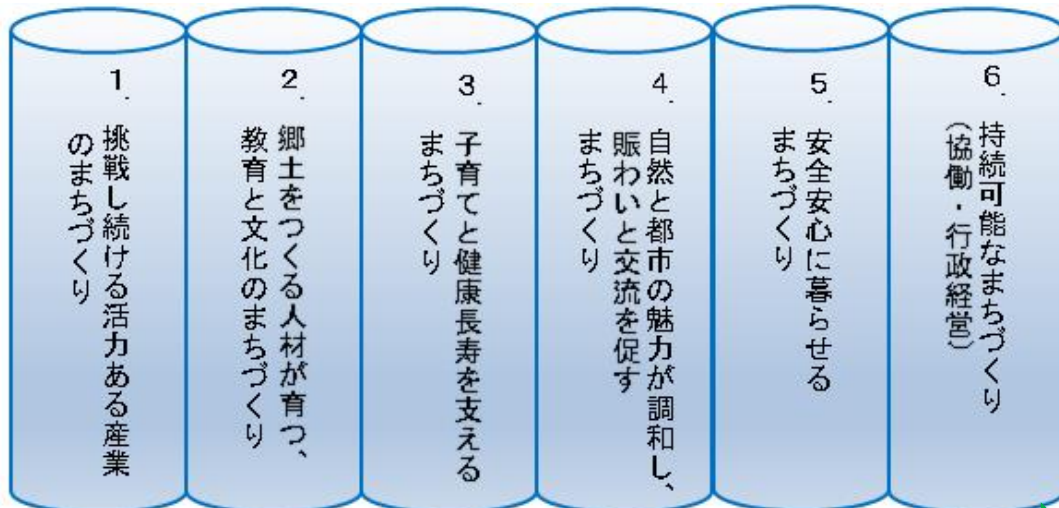 1．挑戦し続ける活力ある産業
のまちづくり
2．郷土をつくる人材が育つ、
教育と文化のまちづくり
3．子育てと健康長寿を支える
まちづくり
4．自然と都市の魅力が調和し、
賑わいと交流を促す
まちづくり
5．安全安心に暮らせる
まちづくり
6．持続可能なまちづくり
（協働・行政経営）